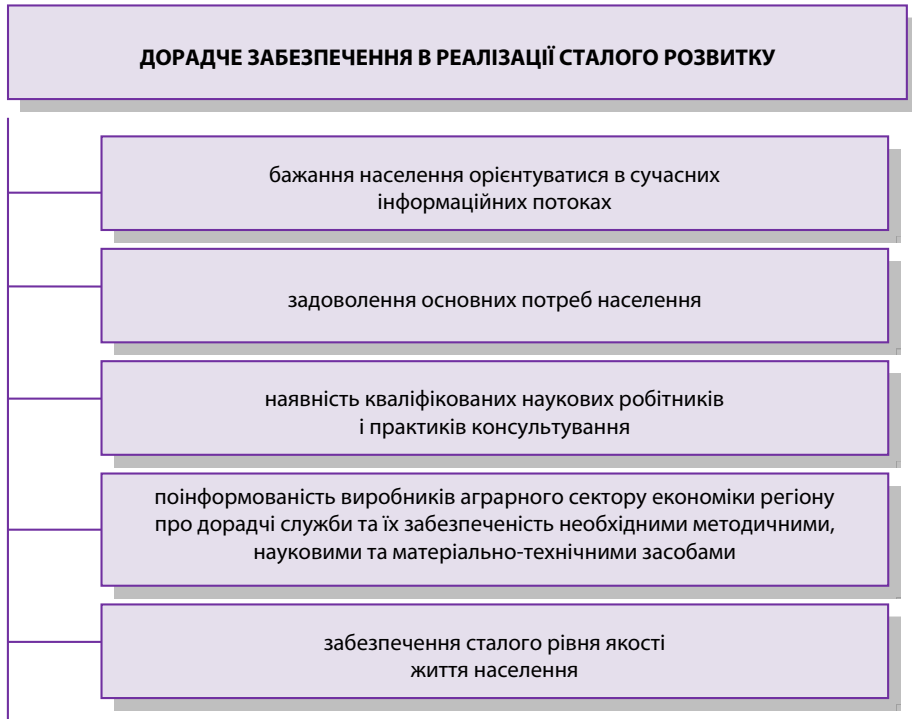 ДОРАДЧЕ ЗАБЕЗПЕЧЕННЯ В РЕАЛІЗАЦІЇ СТАЛОГО РОЗВИТКУ
бажання населення орієнтуватися в сучасних
інформаційних потоках
задоволення основних потреб населення
наявність кваліфікованих наукових робітників
і практиків консультування
поінформованість виробників аграрного сектору економіки регіону
про дорадчі служби та їх забезпеченість необхідними методичними,
науковими та матеріально-технічними засобами
забезпечення сталого рівня якості
життя населення